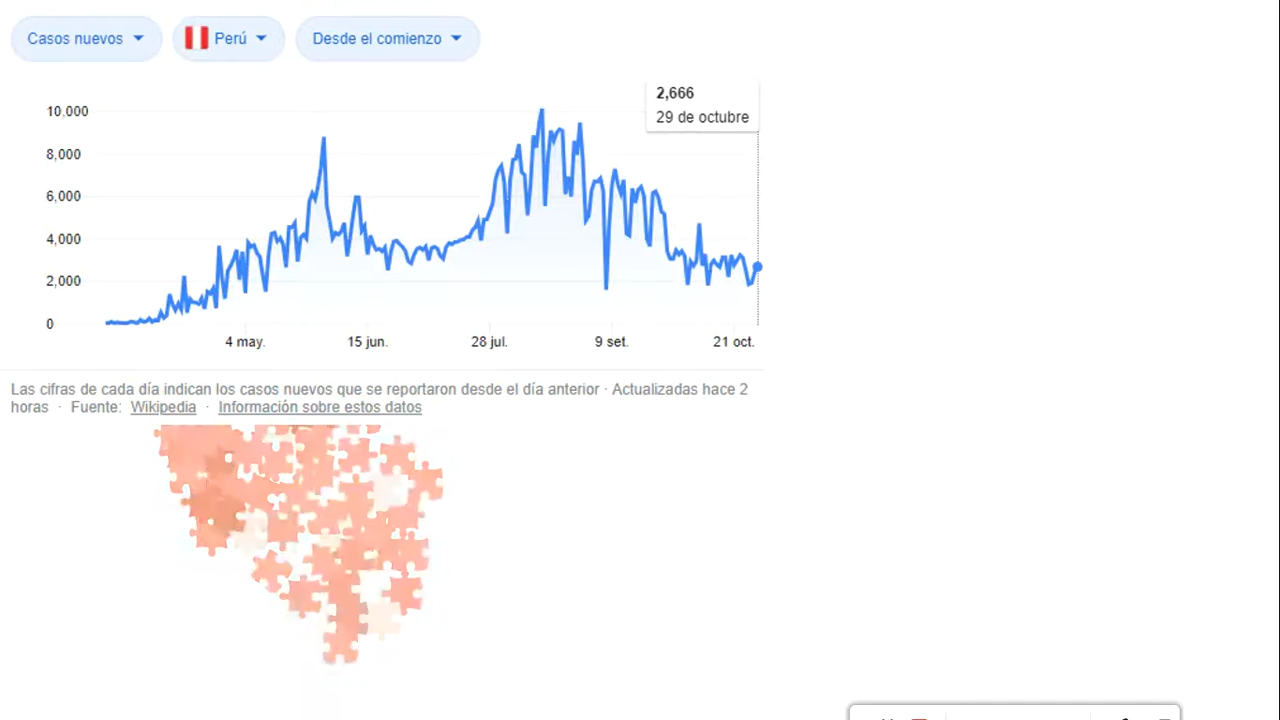 Casos nuevos Perú Desde el comienzo
2,666
29 de octubre
10,000
8,000
6,000
4,000
2,000
0
4 may. 15 jun. 28 jul. 9 set. 21 oct.
Las cifras de cada día indican los casos nuevos que se reportaron desde el día anterior · Actualizadas hace 2
horas · Fuente: Wikipedia · Información sobre estos datos